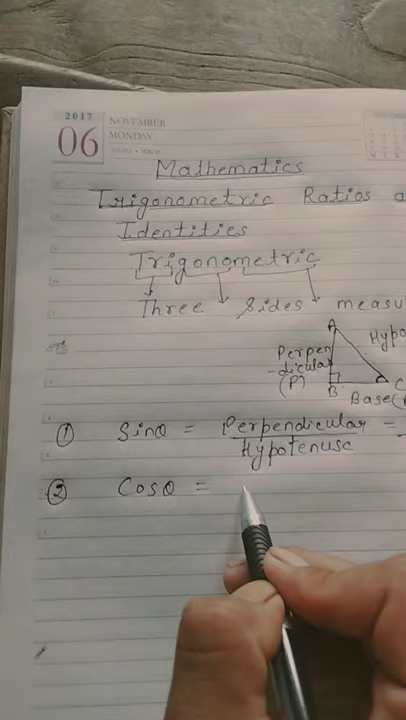 2017
06
NOVEMBER
MONDAY
Mathematics
Trigonometric Ratios a
Identities
Trigonometric
Three Sides measu
A
Perpen
-dicular
(P)
Hypo
B
C
Base(
① Sinθ = Perpendicular =
Hypotenuse
② Cosθ =